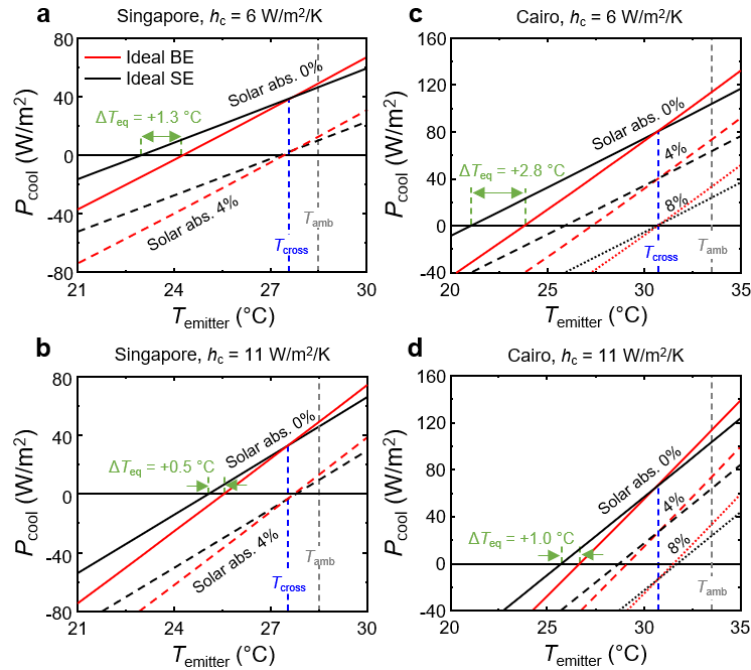 a
Singapore, h_c = 6 W/m²/K
80
40
0
-40
-80
P_cool (W/m²)
Ideal BE
Ideal SE
Solar abs. 0%
ΔT_eq = +1.3 °C
Solar abs. 4%
T_cross
T_amb
21
24
27
30
T_emitter (°C)
c
Cairo, h_c = 6 W/m²/K
160
120
80
40
0
-40
P_cool (W/m²)
Solar abs. 0%
ΔT_eq = +2.8 °C
4%
8%
T_cross
T_amb
20
25
30
35
T_emitter (°C)
b
Singapore, h_c = 11 W/m²/K
80
40
0
-40
-80
P_cool (W/m²)
Solar abs. 0%
ΔT_eq = +0.5 °C
Solar abs. 4%
T_cross
T_amb
21
24
27
30
T_emitter (°C)
d
Cairo, h_c = 11 W/m²/K
160
120
80
40
0
-40
P_cool (W/m²)
Solar abs. 0%
ΔT_eq = +1.0 °C
4%
8%
T_cross
T_amb
20
25
30
35
T_emitter (°C)